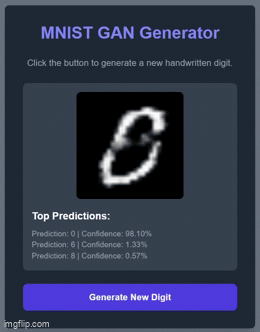 MNIST GAN Generator
Click the button to generate a new handwritten digit.
Top Predictions:
Prediction: 0 | Confidence: 98.10%
Prediction: 6 | Confidence: 1.33%
Prediction: 8 | Confidence: 0.57%
Generate New Digit
imgflip.com